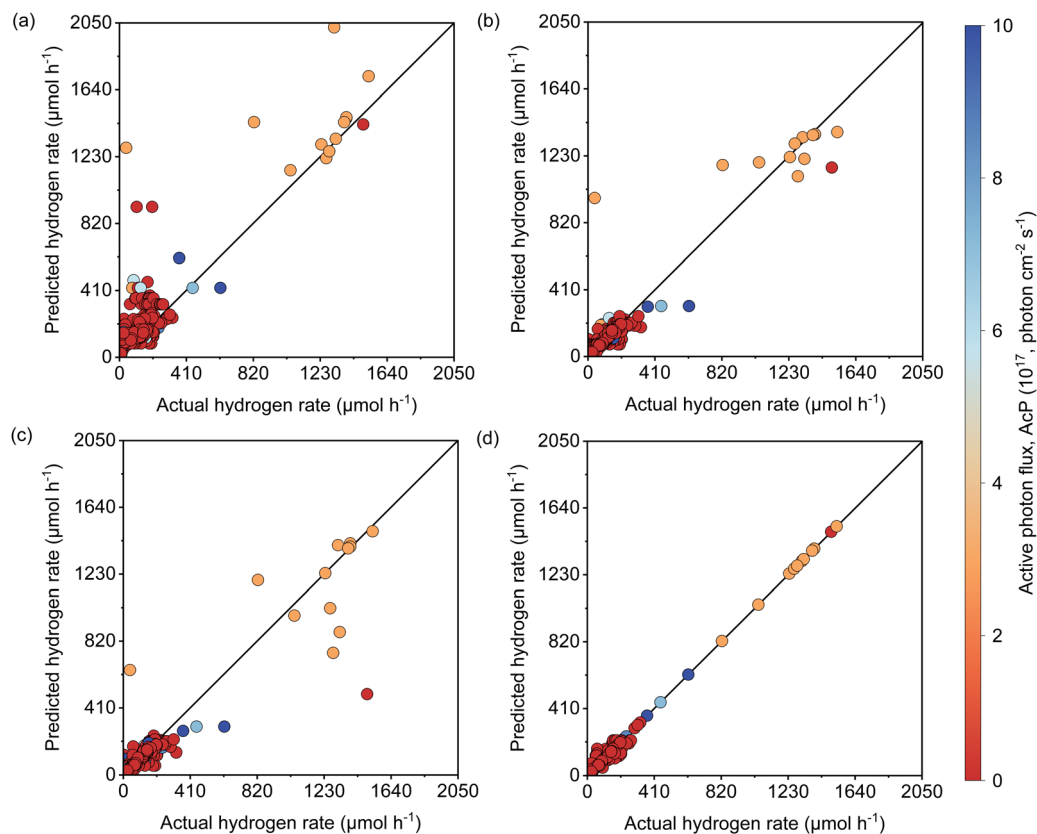 (a)
Predicted hydrogen rate (µmol h⁻¹)
2050
1640
1230
820
410
0
0 410 820 1230 1640 2050
Actual hydrogen rate (µmol h⁻¹)
(b)
Predicted hydrogen rate (µmol h⁻¹)
2050
1640
1230
820
410
0
0 410 820 1230 1640 2050
Actual hydrogen rate (µmol h⁻¹)
(c)
Predicted hydrogen rate (µmol h⁻¹)
2050
1640
1230
820
410
0
0 410 820 1230 1640 2050
Actual hydrogen rate (µmol h⁻¹)
(d)
Predicted hydrogen rate (µmol h⁻¹)
2050
1640
1230
820
410
0
0 410 820 1230 1640 2050
Actual hydrogen rate (µmol h⁻¹)
10
8
6
4
2
0
Active photon flux, AcP (10¹⁷, photon cm⁻² s⁻¹)